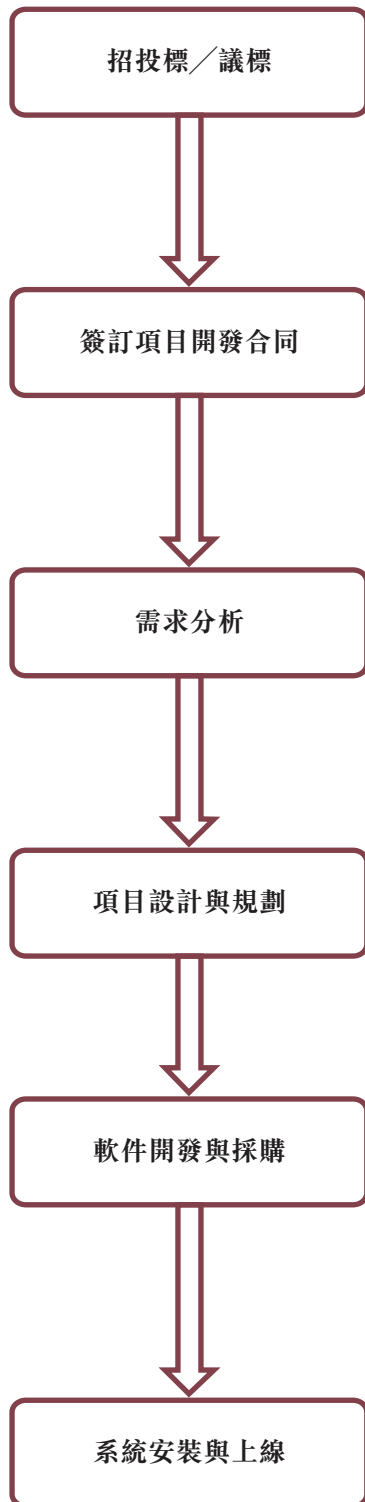 招投標／議標
簽訂項目開發合同
需求分析
項目設計與規劃
軟件開發與採購
系統安裝與上線